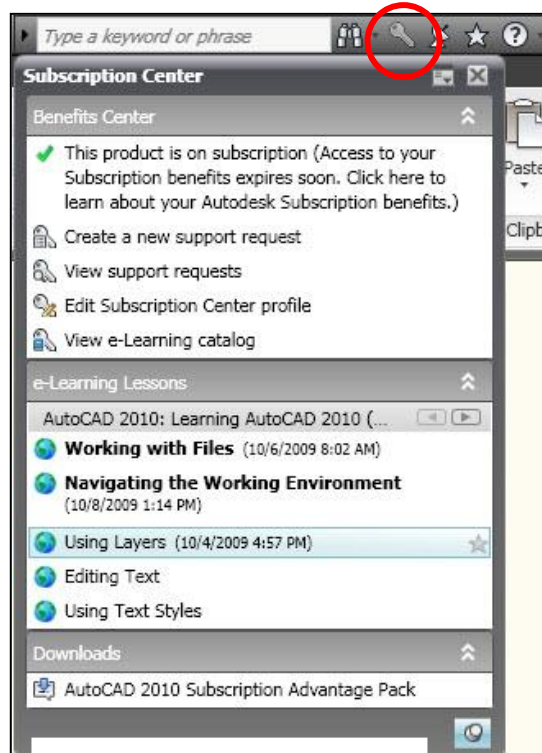 Type a keyword or phrase
Subscription Center
Benefits Center
This product is on subscription (Access to your
Subscription benefits expires soon. Click here to
learn about your Autodesk Subscription benefits.)
Create a new support request
View support requests
Edit Subscription Center profile
View e-Learning catalog
e-Learning Lessons
AutoCAD 2010: Learning AutoCAD 2010 (...
Working with Files (10/6/2009 8:02 AM)
Navigating the Working Environment
(10/8/2009 1:14 PM)
Using Layers (10/4/2009 4:57 PM)
Editing Text
Using Text Styles
Downloads
AutoCAD 2010 Subscription Advantage Pack
Paste
Clipb